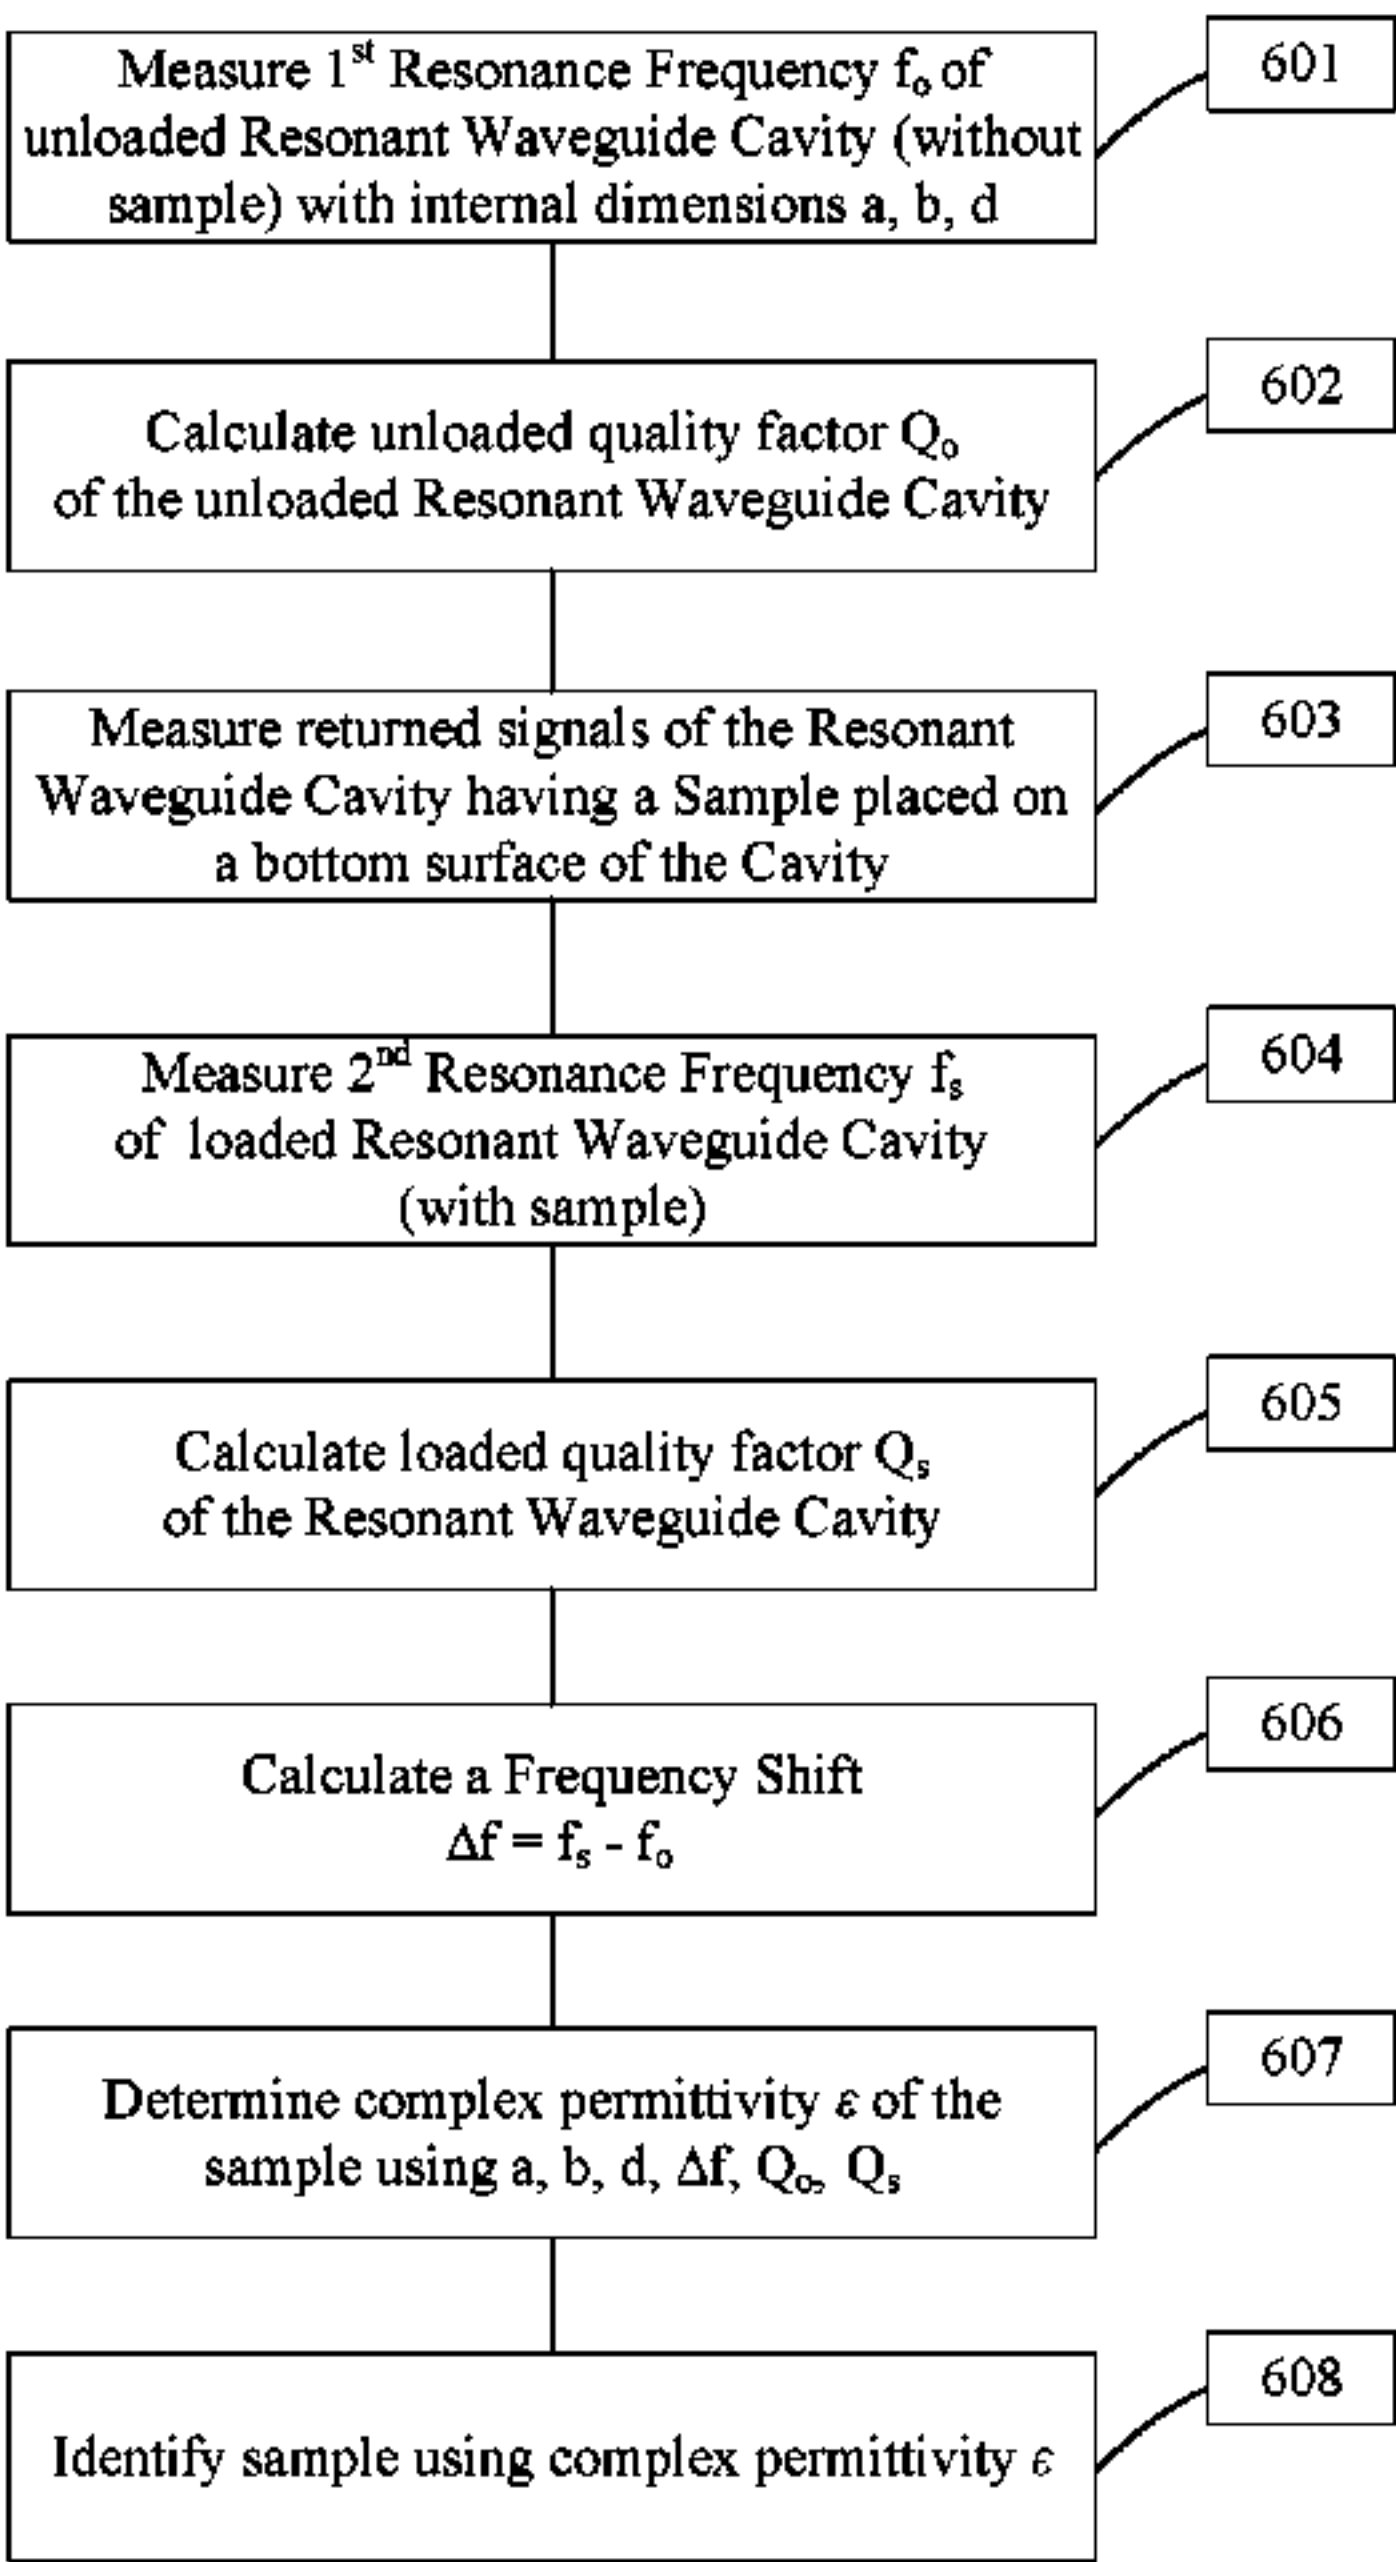 Measure 1st Resonance Frequency fo of
unloaded Resonant Waveguide Cavity (without
sample) with internal dimensions a, b, d
601
Calculate unloaded quality factor Qo
of the unloaded Resonant Waveguide Cavity
602
Measure returned signals of the Resonant
Waveguide Cavity having a Sample placed on
a bottom surface of the Cavity
603
Measure 2nd Resonance Frequency fs
of loaded Resonant Waveguide Cavity
(with sample)
604
Calculate loaded quality factor Qs
of the Resonant Waveguide Cavity
605
Calculate a Frequency Shift
Δf = fs - fo
606
Determine complex permittivity ε of the
sample using a, b, d, Δf, Qo, Qs
607
Identify sample using complex permittivity ε
608